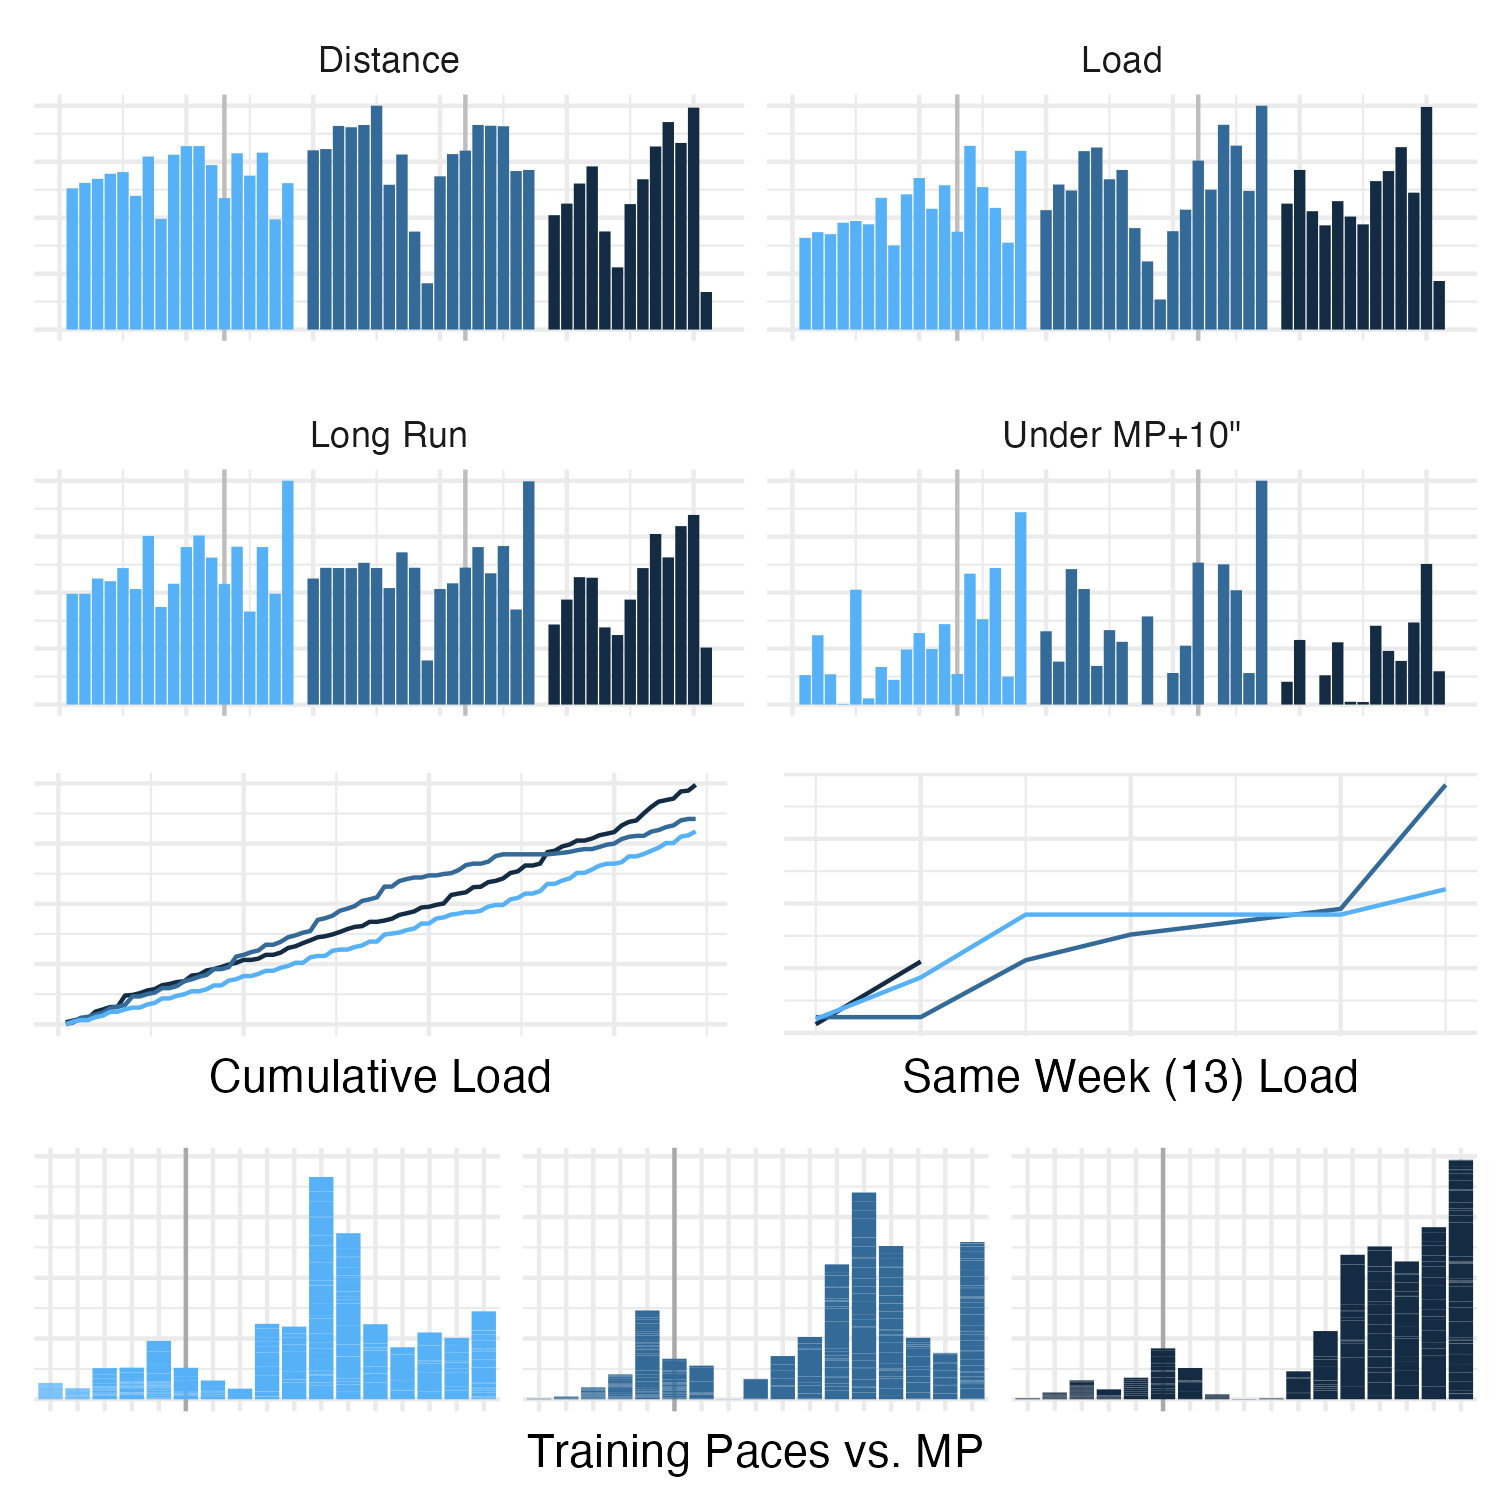 Distance
Load
Long Run
Under MP+10"
Cumulative Load
Same Week (13) Load
Training Paces vs. MP